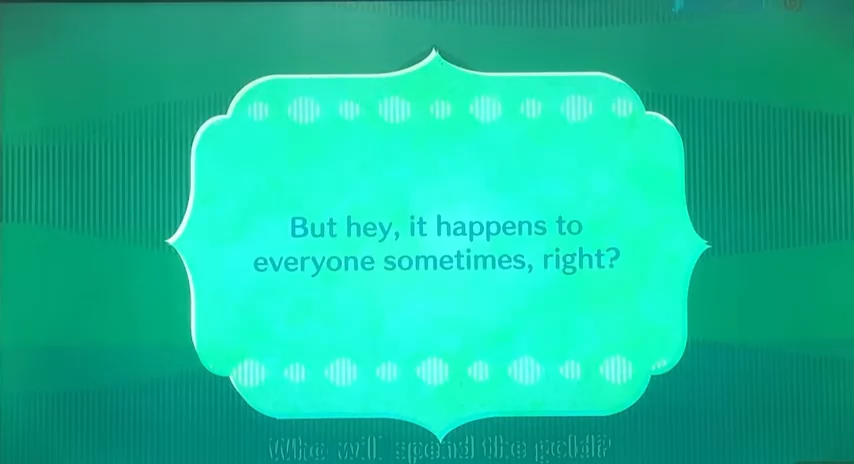 But hey, it happens to
everyone sometimes, right?
Who will spend the gold?